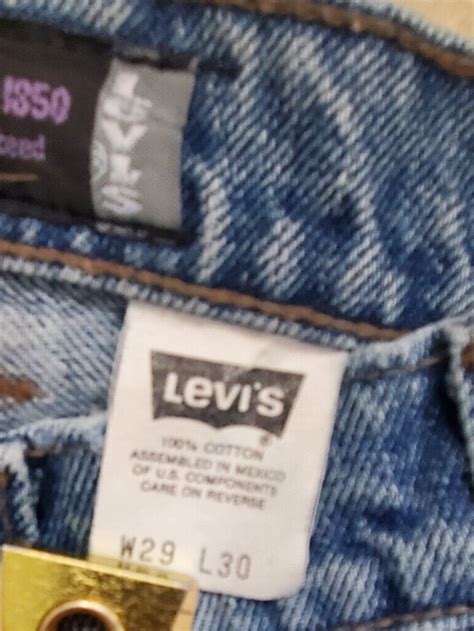 1850
LEVI'S
Levi's
®
100% COTTON
ASSEMBLED IN MEXICO
OF U.S. COMPONENTS
CARE ON REVERSE
W29 L30